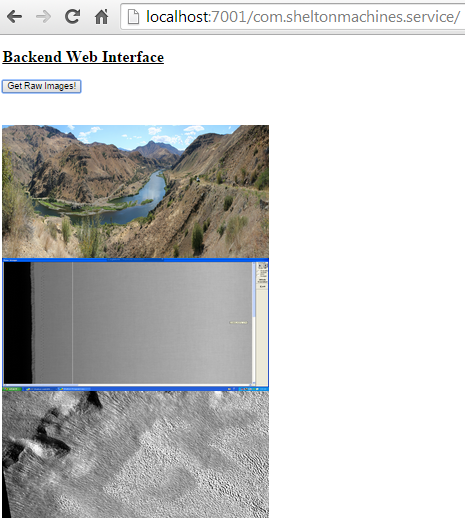 localhost:7001/com.sheltonmachines.service/
Backend Web Interface
Get Raw Images!